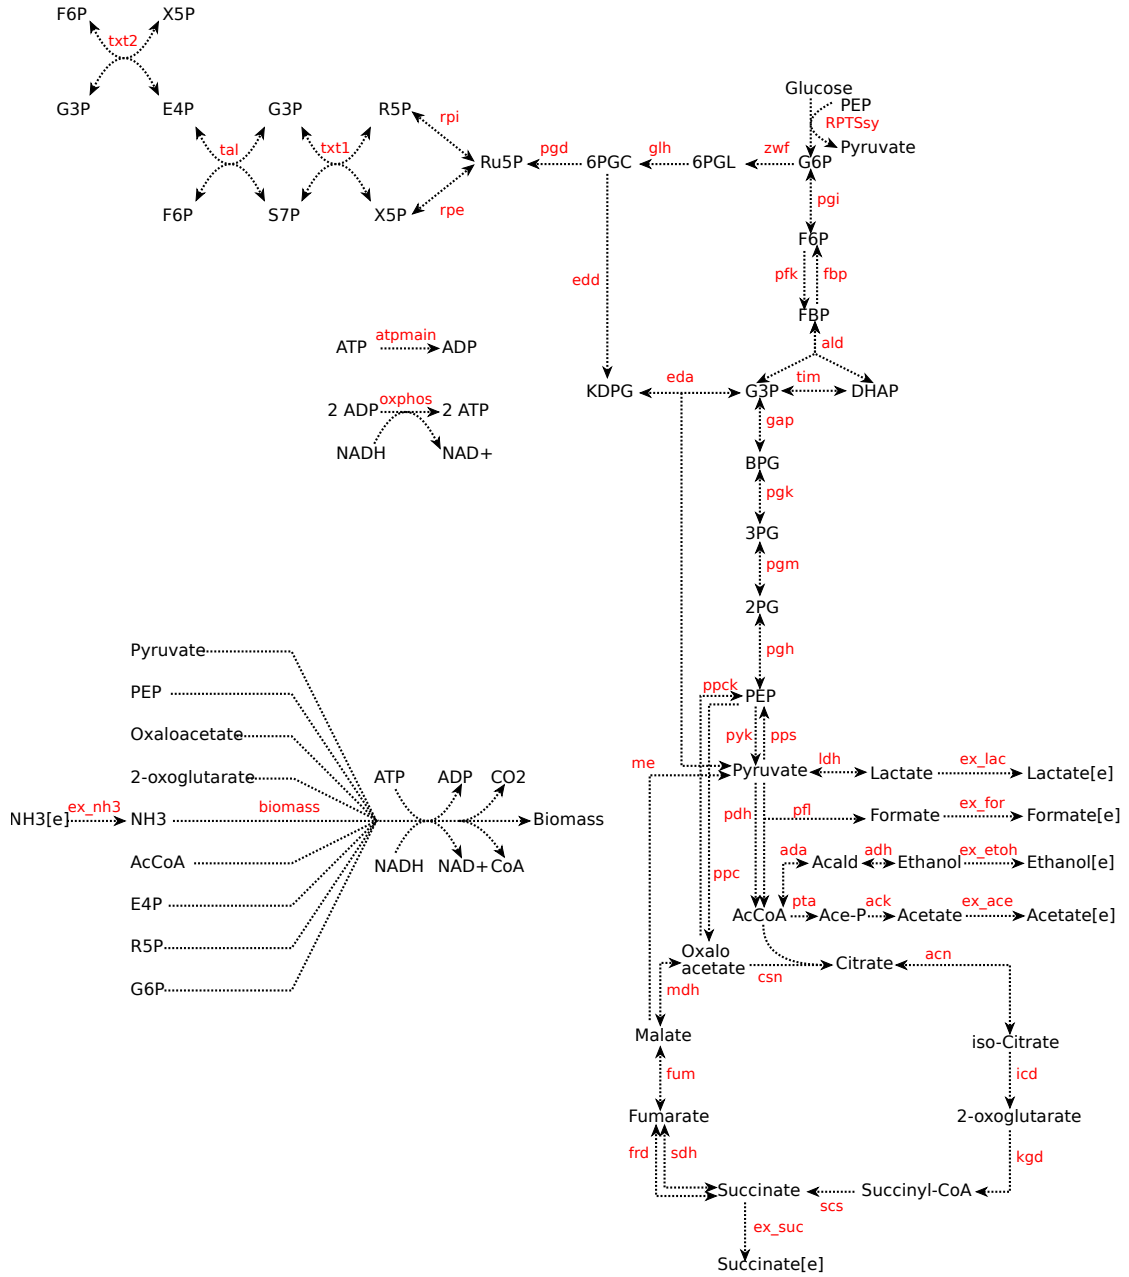 F6P X5P
txt2
Glucose
G3P E4P G3P R5P PEP
rpi RPTSsy
tal txt1 pgd glh zwf Pyruvate
Ru5P 6PGC 6PGL G6P
F6P S7P X5P rpe pgi
F6P
edd pfk fbp
FBP
atpmain ald
ATP ADP
eda tim
KDPG G3P DHAP
oxphos
2 ADP 2 ATP gap
NADH NAD+
BPG
pgk
3PG
pgm
2PG
Pyruvate pgh
PEP ppck PEP
Oxaloacetate pyk pps
me ldh ex_lac
2-oxoglutarate ATP ADP CO2 Pyruvate Lactate Lactate[e]
ex_nh3 biomass pdh pfl ex_for
NH3[e] NH3 Biomass Formate Formate[e]
ada adh ex_etoh
AcCoA NADH NAD+ CoA Acald Ethanol Ethanol[e]
ppc
E4P pta ack ex_ace
AcCoA Ace-P Acetate Acetate[e]
R5P Oxalo
acetate Citrate acn
csn
G6P mdh
Malate iso-Citrate
fum icd
Fumarate 2-oxoglutarate
frd sdh kgd
Succinate Succinyl-CoA
scs
ex_suc
Succinate[e]